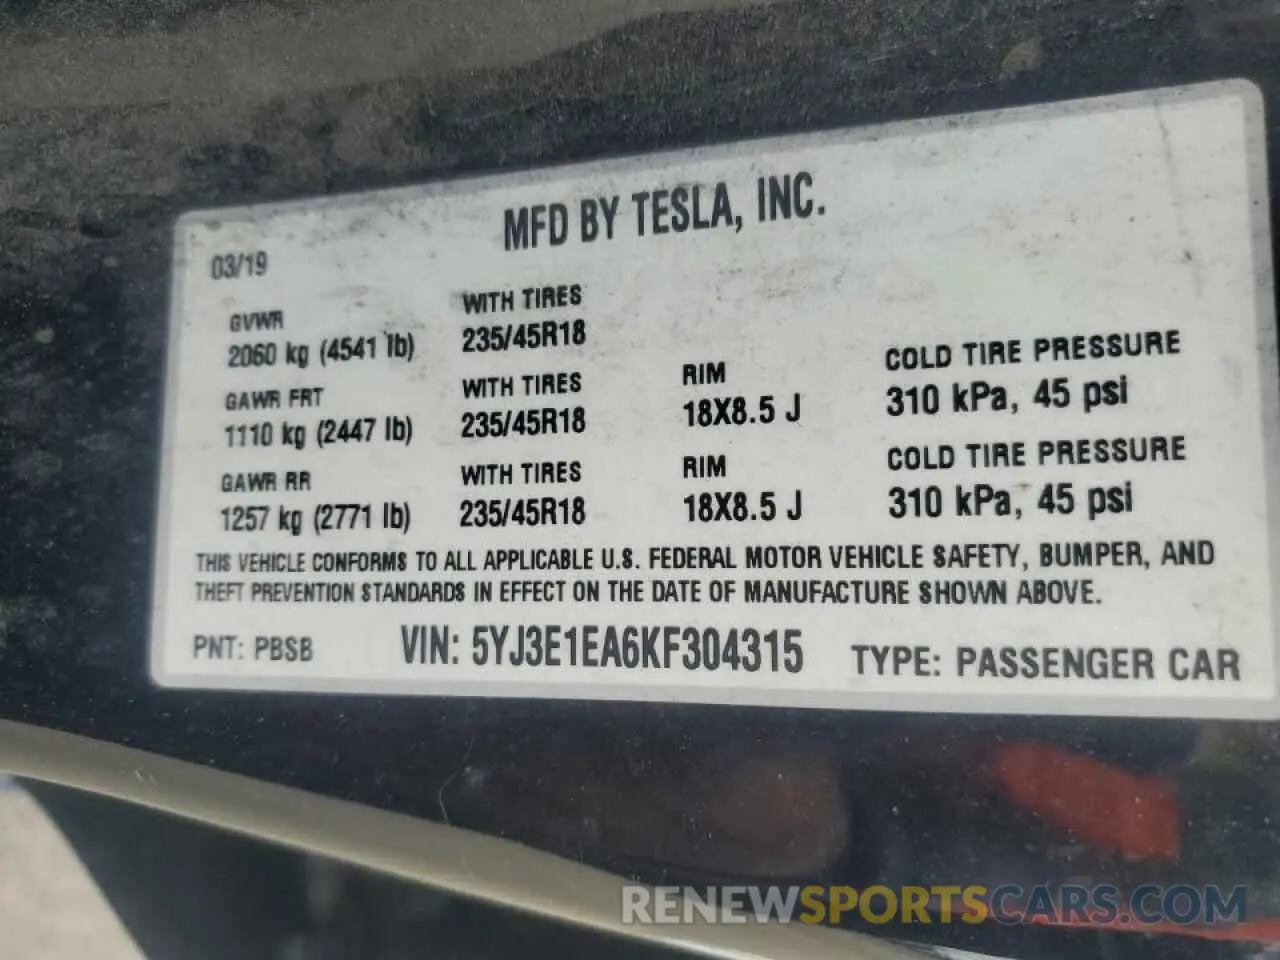 MFD BY TESLA, INC.
03/19
GVWR WITH TIRES
2060 kg (4541 lb) 235/45R18
GAWR FRT WITH TIRES RIM COLD TIRE PRESSURE
1110 kg (2447 lb) 235/45R18 18X8.5 J 310 kPa, 45 psi
GAWR RR WITH TIRES RIM COLD TIRE PRESSURE
1257 kg (2771 lb) 235/45R18 18X8.5 J 310 kPa, 45 psi
THIS VEHICLE CONFORMS TO ALL APPLICABLE U.S. FEDERAL MOTOR VEHICLE SAFETY, BUMPER, AND
THEFT PREVENTION STANDARDS IN EFFECT ON THE DATE OF MANUFACTURE SHOWN ABOVE.
PNT: PBSB VIN: 5YJ3E1EA6KF304315 TYPE: PASSENGER CAR
RENEWSPORTSCARS.COM